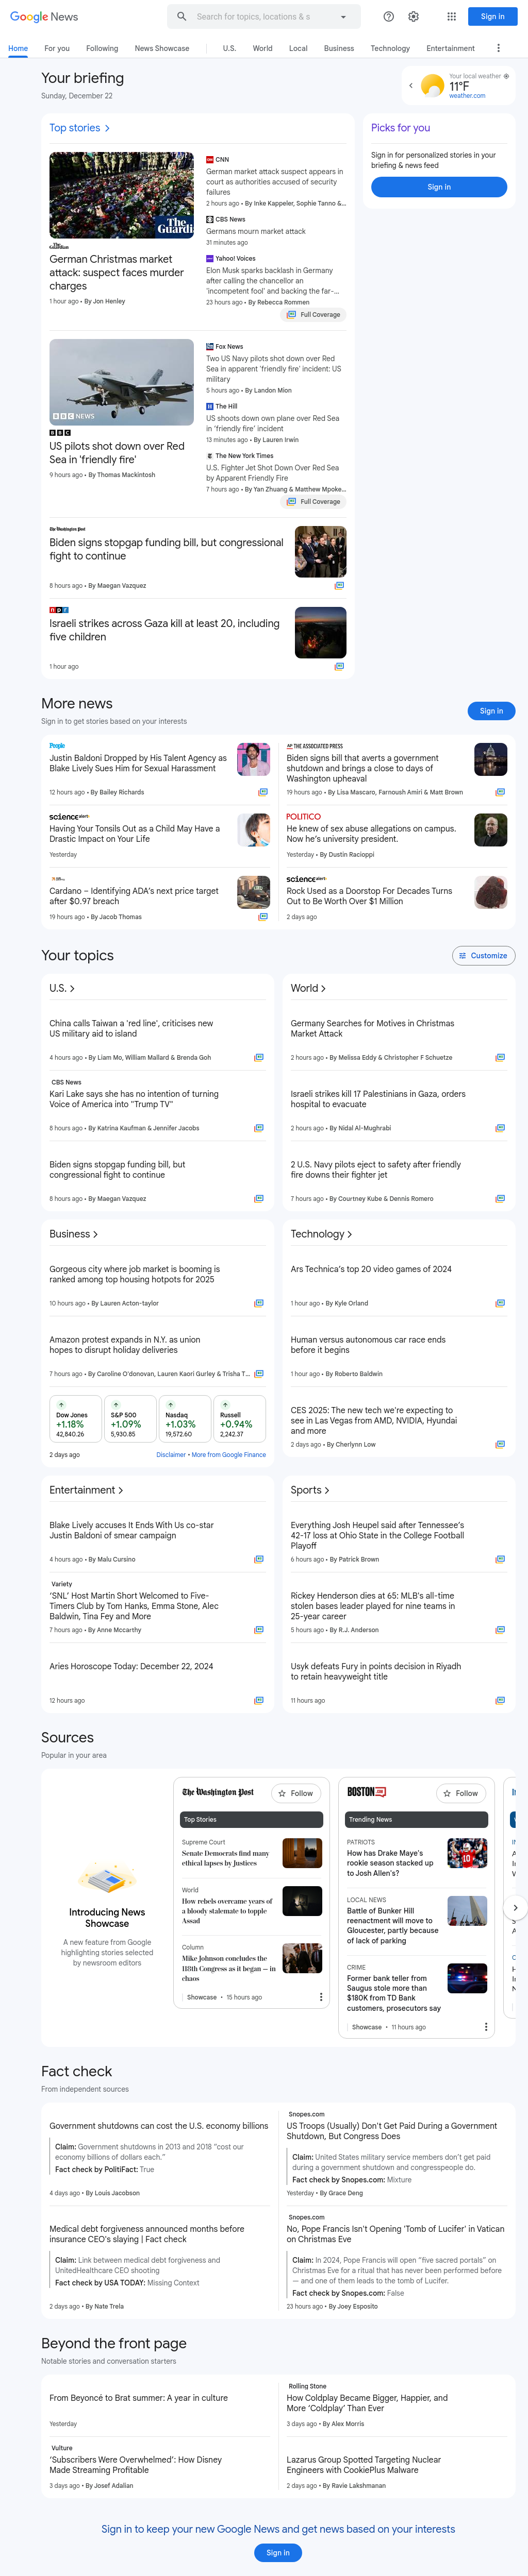 Google News
Search for topics, locations & s
Sign in
Home
For you
Following
News Showcase
U.S.
World
Local
Business
Technology
Entertainment
Your briefing
Sunday, December 22
Your local weather
11°F
weather.com
Top stories
The Guardia
The Guardian
German Christmas market
attack: suspect faces murder
charges
1 hour ago • By Jon Henley
CNN
German market attack suspect appears in
court as authorities accused of security
failures
2 hours ago • By Inke Kappeler, Sophie Tanno &...
CBS News
Germans mourn market attack
31 minutes ago
Yahoo! Voices
Elon Musk sparks backlash in Germany
after calling the chancellor an
'incompetent fool' and backing the far-...
23 hours ago • By Rebecca Rommen
Full Coverage
Picks for you
Sign in for personalized stories in your
briefing & news feed
Sign in
BBC NEWS
BBC
US pilots shot down over Red
Sea in 'friendly fire'
9 hours ago • By Thomas Mackintosh
Fox News
Two US Navy pilots shot down over Red
Sea in apparent 'friendly fire' incident: US
military
5 hours ago • By Landon Mion
The Hill
US shoots down own plane over Red Sea
in ‘friendly fire’ incident
13 minutes ago • By Lauren Irwin
The New York Times
U.S. Fighter Jet Shot Down Over Red Sea
by Apparent Friendly Fire
7 hours ago • By Yan Zhuang & Matthew Mpoke...
Full Coverage
The Washington Post
Biden signs stopgap funding bill, but congressional
fight to continue
8 hours ago • By Maegan Vazquez
npr
Israeli strikes across Gaza kill at least 20, including
five children
1 hour ago
More news
Sign in to get stories based on your interests
Sign in
People
Justin Baldoni Dropped by His Talent Agency as
Blake Lively Sues Him for Sexual Harassment
12 hours ago • By Bailey Richards
AP THE ASSOCIATED PRESS
Biden signs bill that averts a government
shutdown and brings a close to days of
Washington upheaval
19 hours ago • By Lisa Mascaro, Farnoush Amiri & Matt Brown
sciencealert
Having Your Tonsils Out as a Child May Have a
Drastic Impact on Your Life
Yesterday
POLITICO
He knew of sex abuse allegations on campus.
Now he’s university president.
Yesterday • By Dustin Racioppi
Cardano – Identifying ADA’s next price target
after $0.97 breach
19 hours ago • By Jacob Thomas
sciencealert
Rock Used as a Doorstop For Decades Turns
Out to Be Worth Over $1 Million
2 days ago
Your topics
Customize
U.S.
China calls Taiwan a 'red line', criticises new
US military aid to island
4 hours ago • By Liam Mo, William Mallard & Brenda Goh
CBS News
Kari Lake says she has no intention of turning
Voice of America into "Trump TV"
8 hours ago • By Katrina Kaufman & Jennifer Jacobs
Biden signs stopgap funding bill, but
congressional fight to continue
8 hours ago • By Maegan Vazquez
World
Germany Searches for Motives in Christmas
Market Attack
2 hours ago • By Melissa Eddy & Christopher F Schuetze
Israeli strikes kill 17 Palestinians in Gaza, orders
hospital to evacuate
2 hours ago • By Nidal Al-Mughrabi
2 U.S. Navy pilots eject to safety after friendly
fire downs their fighter jet
7 hours ago • By Courtney Kube & Dennis Romero
Business
Gorgeous city where job market is booming is
ranked among top housing hotpots for 2025
10 hours ago • By Lauren Acton-taylor
Amazon protest expands in N.Y. as union
hopes to disrupt holiday deliveries
7 hours ago • By Caroline O'donovan, Lauren Kaori Gurley & Trisha T...
Dow Jones
+1.18%
42,840.26
S&P 500
+1.09%
5,930.85
Nasdaq
+1.03%
19,572.60
Russell
+0.94%
2,242.37
2 days ago
Disclaimer • More from Google Finance
Technology
Ars Technica’s top 20 video games of 2024
1 hour ago • By Kyle Orland
Human versus autonomous car race ends
before it begins
1 hour ago • By Roberto Baldwin
CES 2025: The new tech we're expecting to
see in Las Vegas from AMD, NVIDIA, Hyundai
and more
2 days ago • By Cherlynn Low
Entertainment
Blake Lively accuses It Ends With Us co-star
Justin Baldoni of smear campaign
4 hours ago • By Malu Cursino
Variety
‘SNL’ Host Martin Short Welcomed to Five-
Timers Club by Tom Hanks, Emma Stone, Alec
Baldwin, Tina Fey and More
7 hours ago • By Anne Mccarthy
Aries Horoscope Today: December 22, 2024
12 hours ago
Sports
Everything Josh Heupel said after Tennessee’s
42-17 loss at Ohio State in the College Football
Playoff
6 hours ago • By Patrick Brown
Rickey Henderson dies at 65: MLB's all-time
stolen bases leader played for nine teams in
25-year career
5 hours ago • By R.J. Anderson
Usyk defeats Fury in points decision in Riyadh
to retain heavyweight title
11 hours ago
Sources
Popular in your area
Introducing News
Showcase
A new feature from Google
highlighting stories selected
by newsroom editors
The Washington Post
Follow
Top Stories
Supreme Court
Senate Democrats find many
ethical lapses by Justices
World
How rebels overcame years of
a bloody stalemate to topple
Assad
Column
Mike Johnson concludes the
118th Congress as it began — in
chaos
Showcase • 15 hours ago
BOSTON.COM
Follow
Trending News
PATRIOTS
How has Drake Maye's
rookie season stacked up
to Josh Allen's?
LOCAL NEWS
Battle of Bunker Hill
reenactment will move to
Gloucester, partly because
of lack of parking
CRIME
Former bank teller from
Saugus stole more than
$180K from TD Bank
customers, prosecutors say
Showcase • 11 hours ago
Fact check
From independent sources
Government shutdowns can cost the U.S. economy billions
Claim: Government shutdowns in 2013 and 2018 “cost our
economy billions of dollars each.”
Fact check by PolitiFact: True
4 days ago • By Louis Jacobson
Snopes.com
US Troops (Usually) Don't Get Paid During a Government
Shutdown, But Congress Does
Claim: United States military service members don't get paid
during a government shutdown and congresspeople do.
Fact check by Snopes.com: Mixture
Yesterday • By Grace Deng
Medical debt forgiveness announced months before
insurance CEO's slaying | Fact check
Claim: Link between medical debt forgiveness and
UnitedHealthcare CEO shooting
Fact check by USA TODAY: Missing Context
2 days ago • By Nate Trela
Snopes.com
No, Pope Francis Isn't Opening 'Tomb of Lucifer' in Vatican
on Christmas Eve
Claim: In 2024, Pope Francis will open “five sacred portals” on
Christmas Eve for a ritual that has never been performed before
— and one of them leads to the tomb of Lucifer.
Fact check by Snopes.com: False
23 hours ago • By Joey Esposito
Beyond the front page
Notable stories and conversation starters
From Beyoncé to Brat summer: A year in culture
Yesterday
Rolling Stone
How Coldplay Became Bigger, Happier, and
More ‘Coldplay’ Than Ever
3 days ago • By Alex Morris
Vulture
‘Subscribers Were Overwhelmed’: How Disney
Made Streaming Profitable
3 days ago • By Josef Adalian
Lazarus Group Spotted Targeting Nuclear
Engineers with CookiePlus Malware
2 days ago • By Ravie Lakshmanan
Sign in to keep your new Google News and get news based on your interests
Sign in